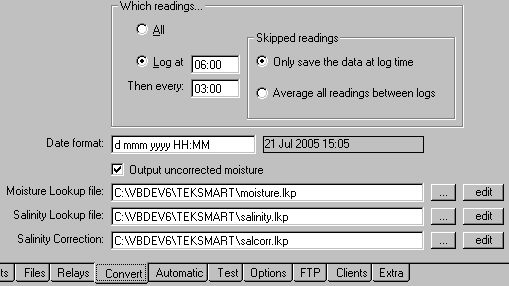 Which readings...
All
Skipped readings
Log at 06:00
Only save the data at log time
Then every: 03:00
Average all readings between logs
Date format: d mmm yyyy HH:MM 21 Jul 2005 15:05
Output uncorrected moisture
Moisture Lookup file: C:\VBDEV6\TEKSMART\moisture.lkp ... edit
Salinity Lookup file: C:\VBDEV6\TEKSMART\salinity.lkp ... edit
Salinity Correction: C:\VBDEV6\TEKSMART\salcorr.lkp ... edit
ts Files Relays Convert Automatic Test Options FTP Clients Extra